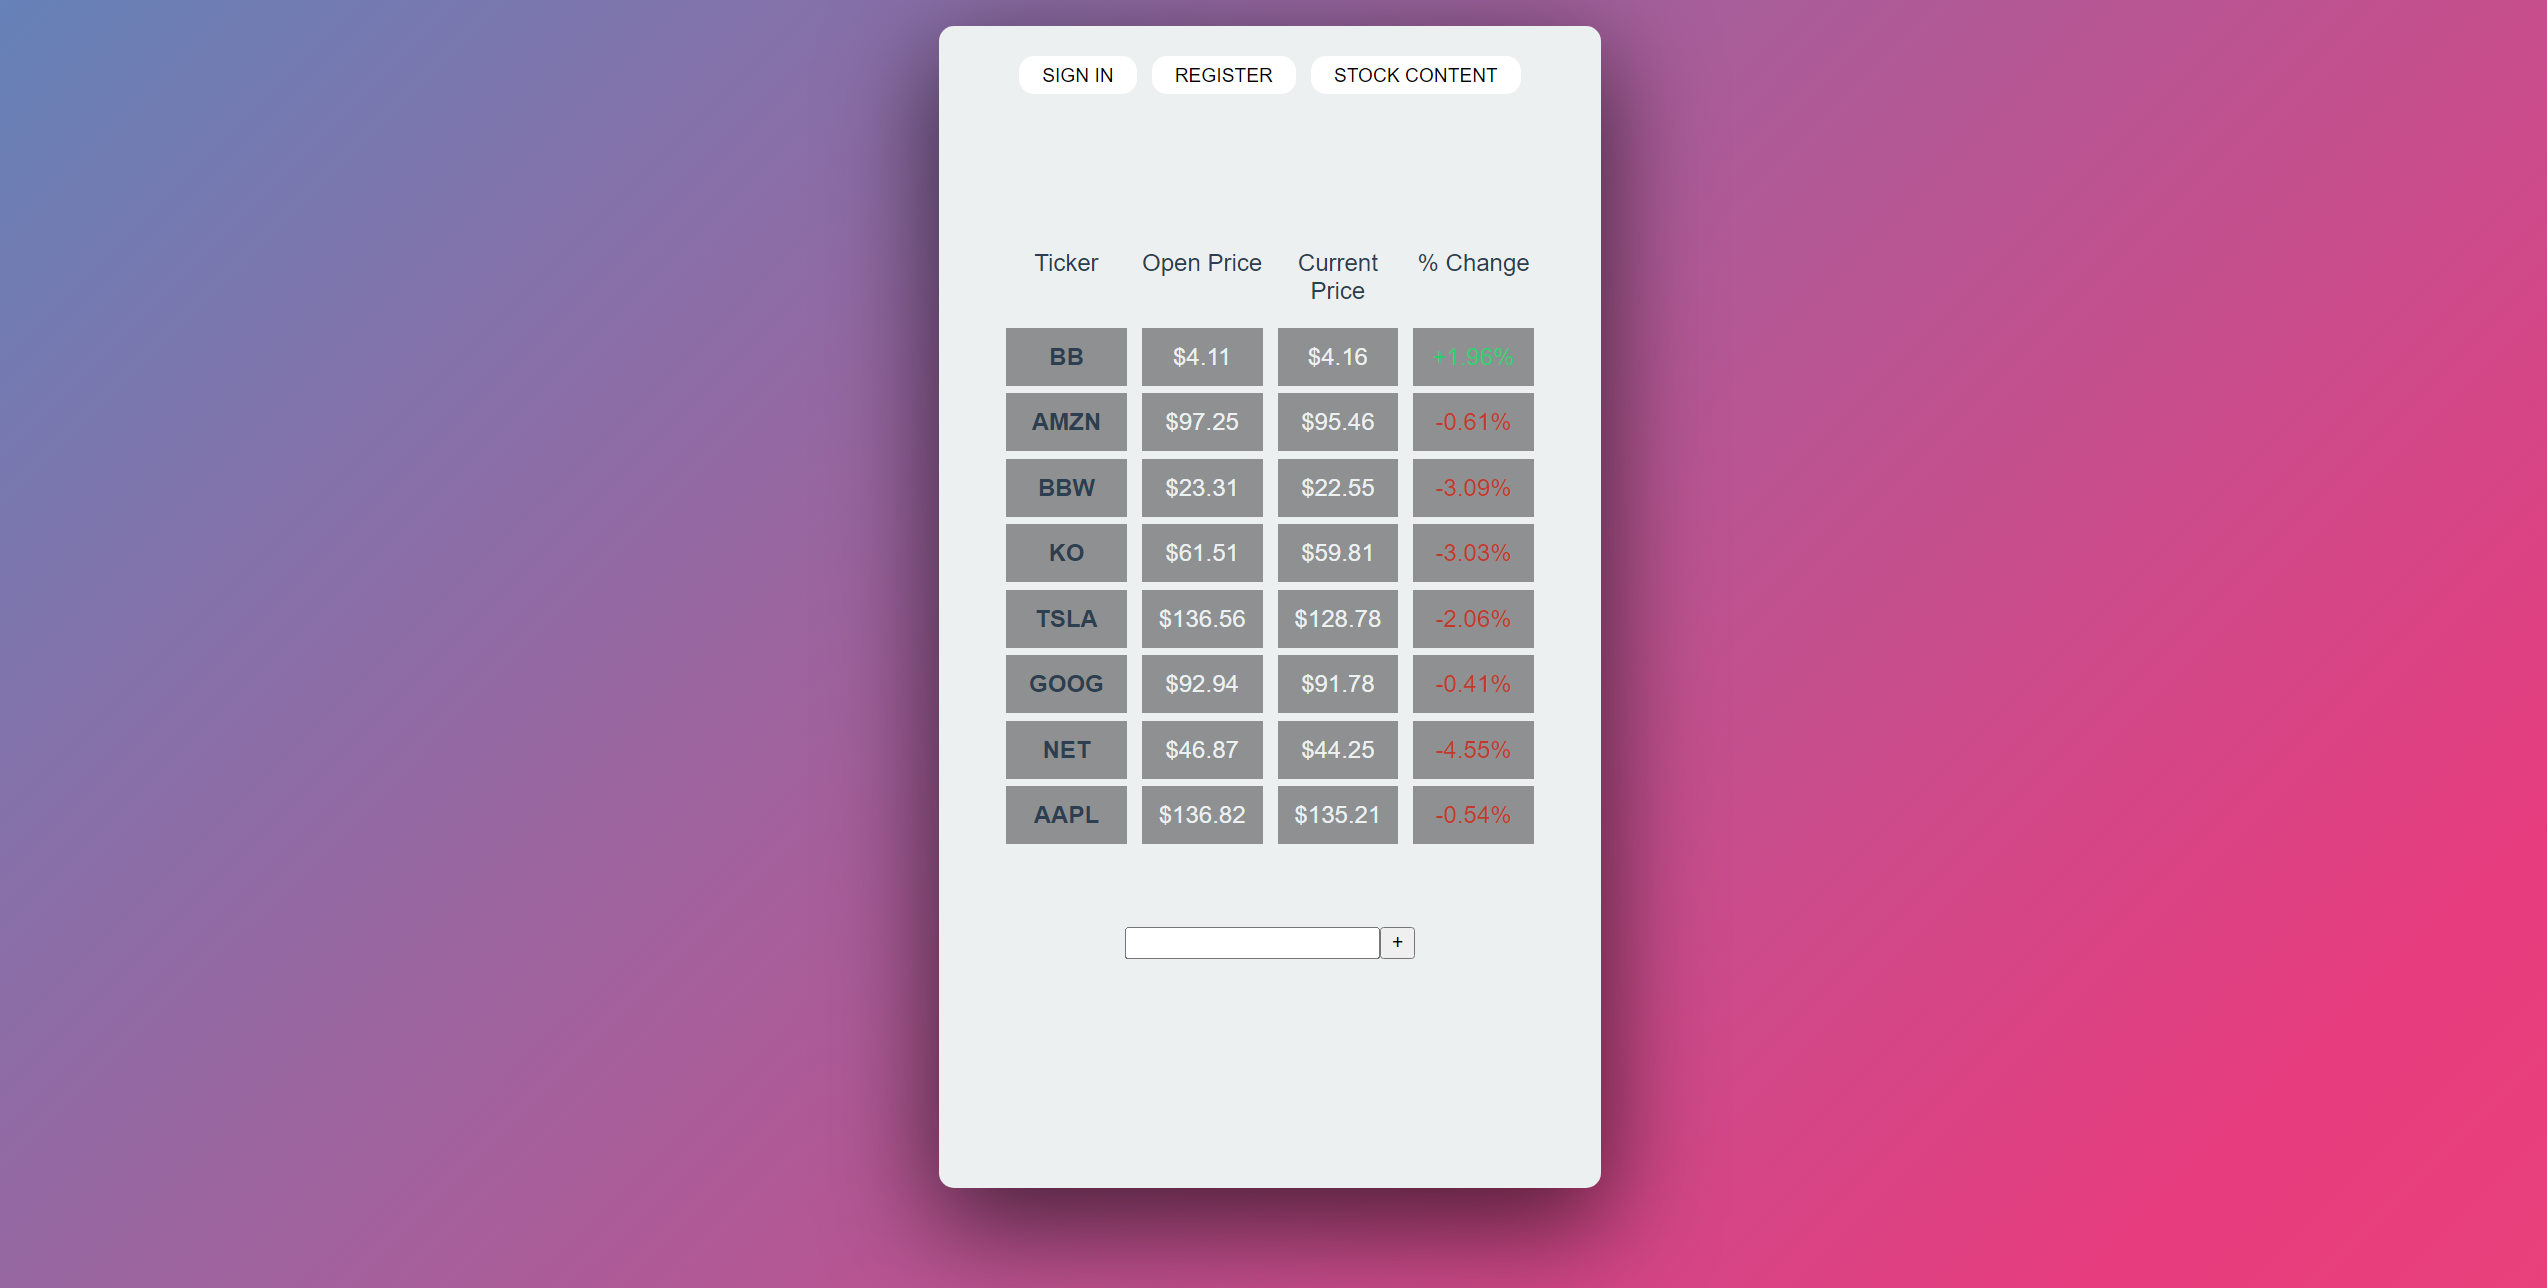 SIGN IN REGISTER STOCK CONTENT
Ticker Open Price Current Price % Change
BB $4.11 $4.16 +1.96%
AMZN $97.25 $95.46 -0.61%
BBW $23.31 $22.55 -3.09%
KO $61.51 $59.81 -3.03%
TSLA $136.56 $128.78 -2.06%
GOOG $92.94 $91.78 -0.41%
NET $46.87 $44.25 -4.55%
AAPL $136.82 $135.21 -0.54%
+